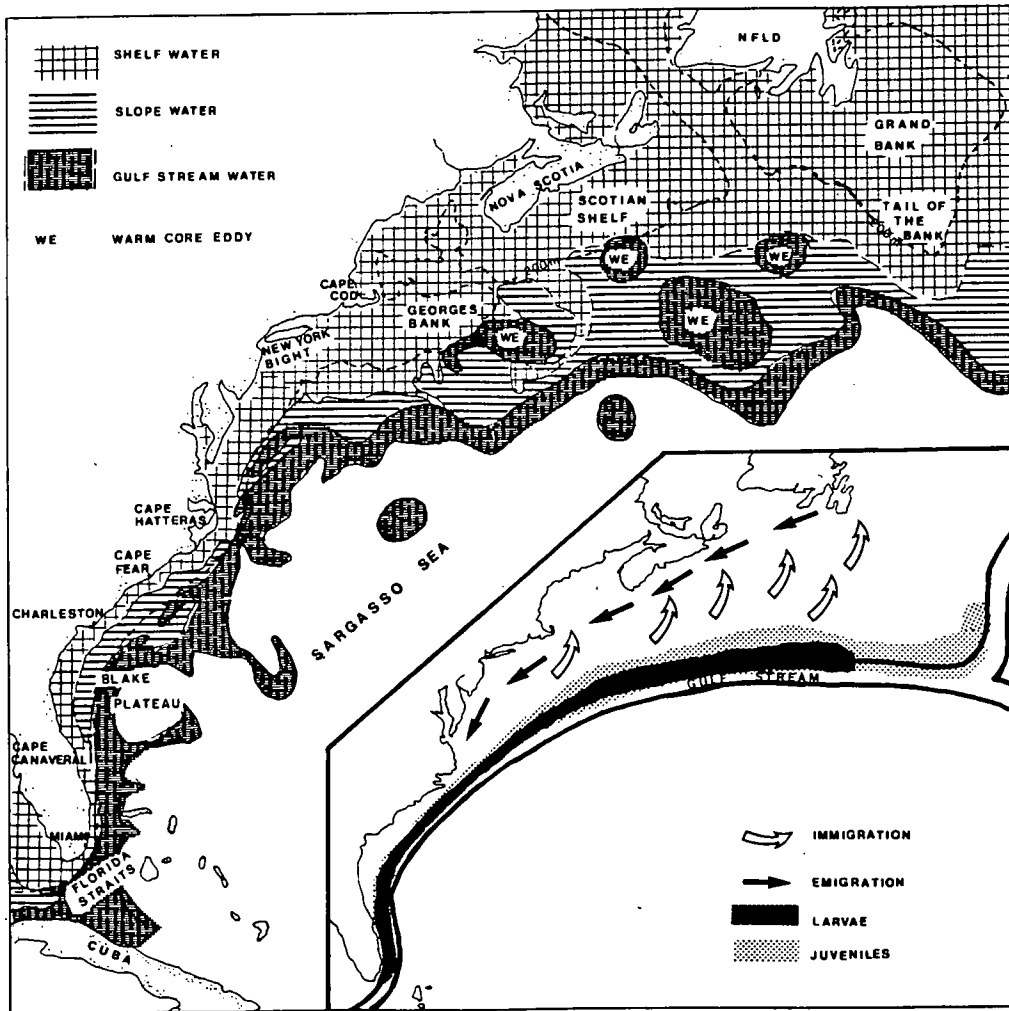 SHELF WATER
SLOPE WATER
GULF STREAM WATER
WE WARM CORE EDDY
NFLD
GRAND
BANK
TAIL OF
THE
BANK
200m
NOVA SCOTIA
SCOTIAN
SHELF
200m
WE
WE
WE
WE
CAPE
COD
GEORGES
BANK
NEW YORK
BIGHT
CAPE
HATTERAS
CAPE
FEAR
CHARLESTON
SARGASSO SEA
BLAKE
PLATEAU
CAPE
CANAVERAL
MIAMI
FLORIDA
STRAITS
CUBA
GULF STREAM
IMMIGRATION
EMIGRATION
LARVAE
JUVENILES